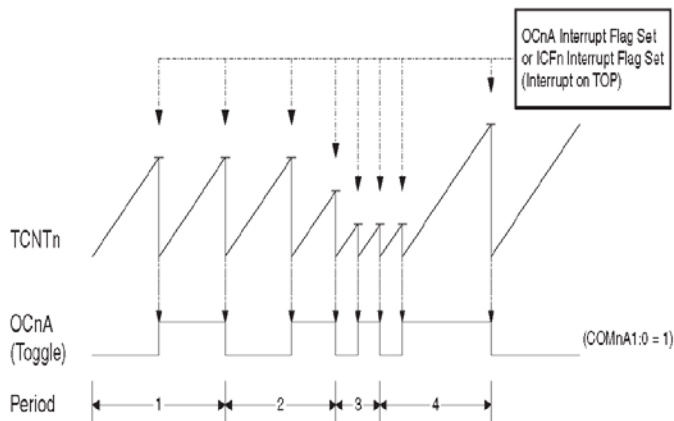 OCnA Interrupt Flag Set
or ICFn Interrupt Flag Set
(Interrupt on TOP)
TCNTn
OCnA
(Toggle)
(COMnA1:0 = 1)
Period
1
2
3
4